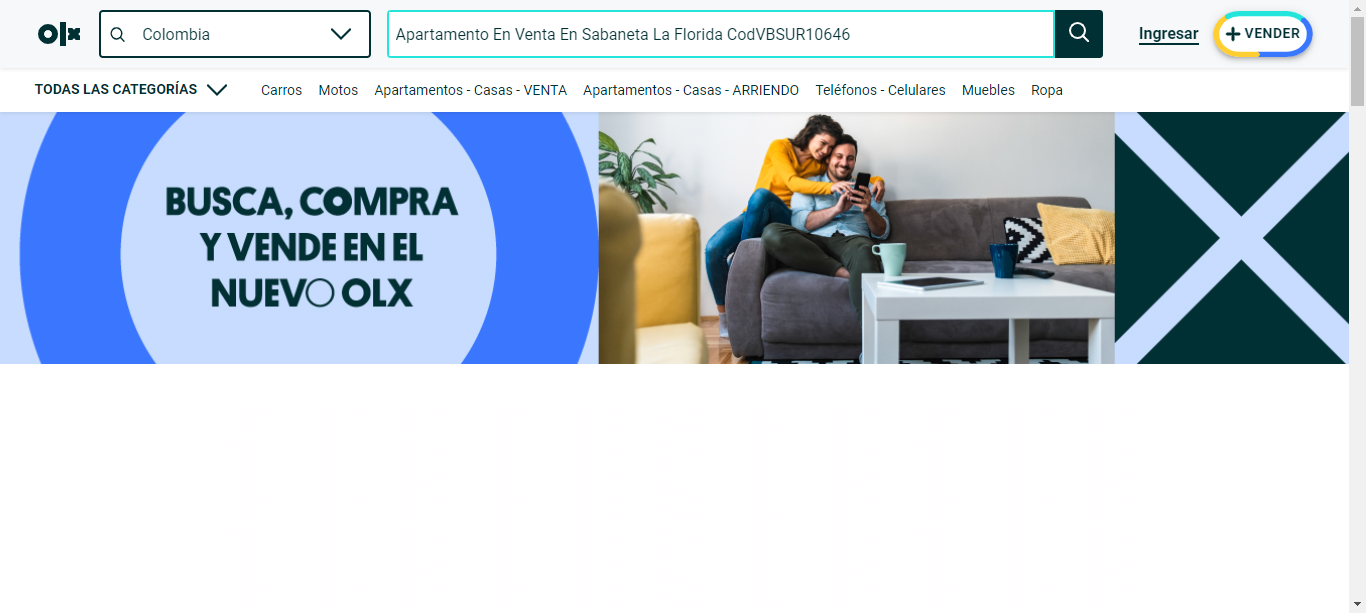 olx
Colombia
Apartamento En Venta En Sabaneta La Florida CodVBSUR10646
Ingresar
VENDER
TODAS LAS CATEGORÍAS
Carros
Motos
Apartamentos - Casas - VENTA
Apartamentos - Casas - ARRIENDO
Teléfonos - Celulares
Muebles
Ropa
BUSCA, COMPRA
Y VENDE EN EL
NUEVO OLX